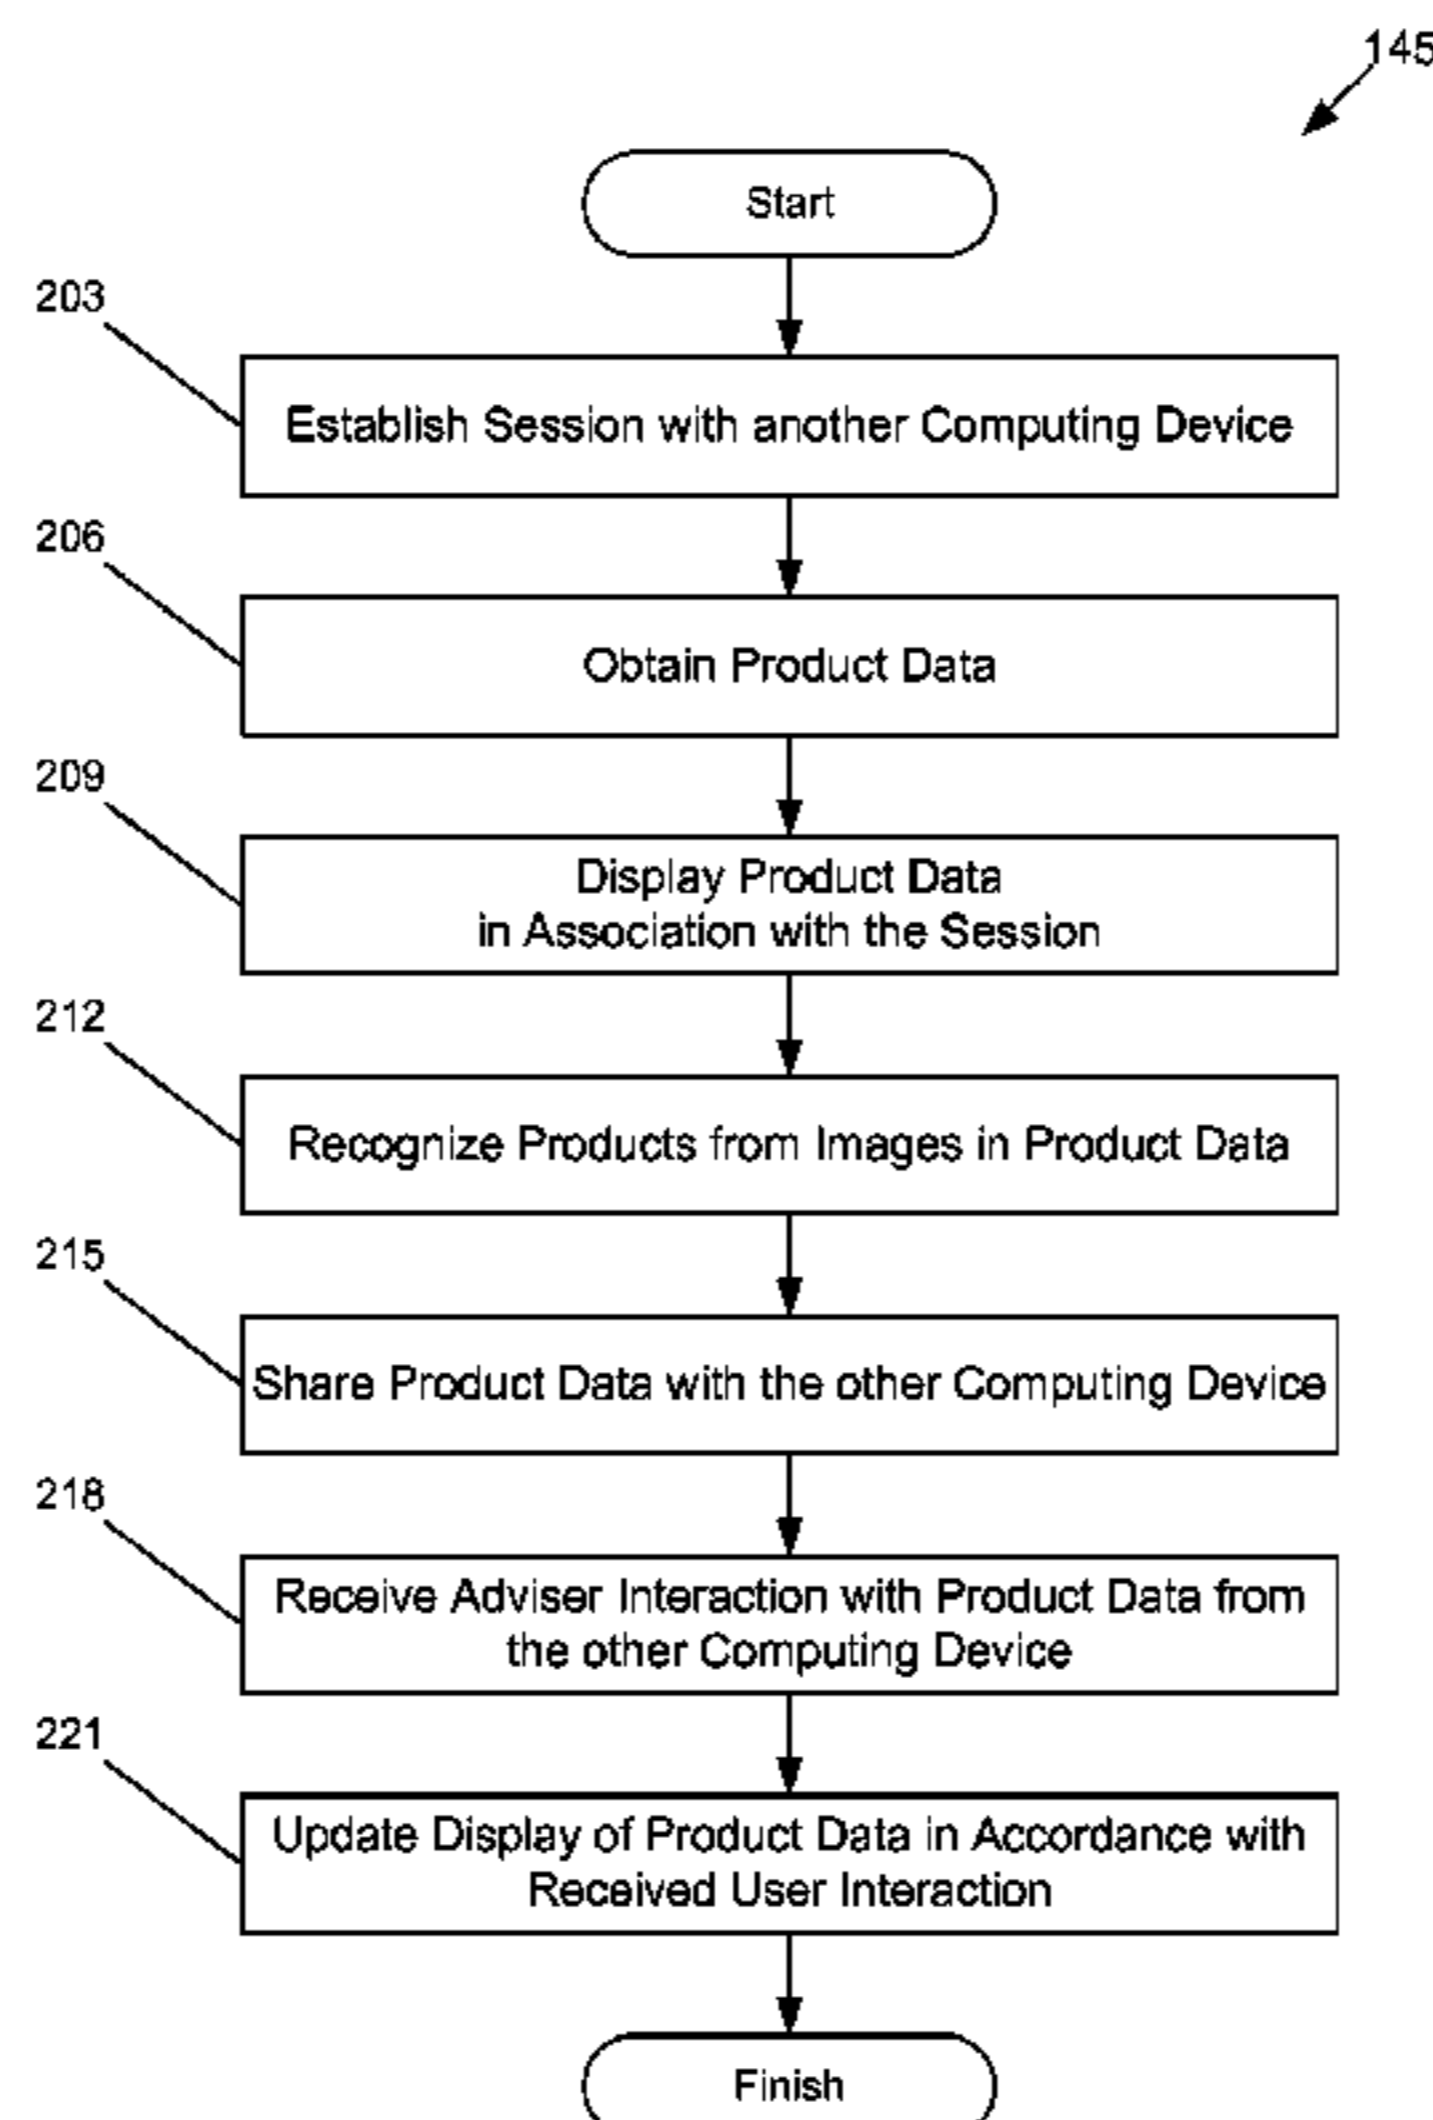 145
Start
203
Establish Session with another Computing Device
206
Obtain Product Data
209
Display Product Data
in Association with the Session
212
Recognize Products from Images in Product Data
215
Share Product Data with the other Computing Device
218
Receive Adviser Interaction with Product Data from
the other Computing Device
221
Update Display of Product Data in Accordance with
Received User Interaction
Finish